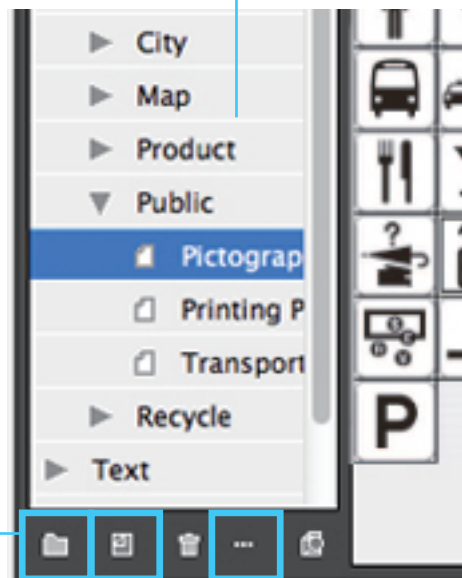 City
Map
Product
Public
Pictograp
Printing P
Transport
Recycle
Text
?
P